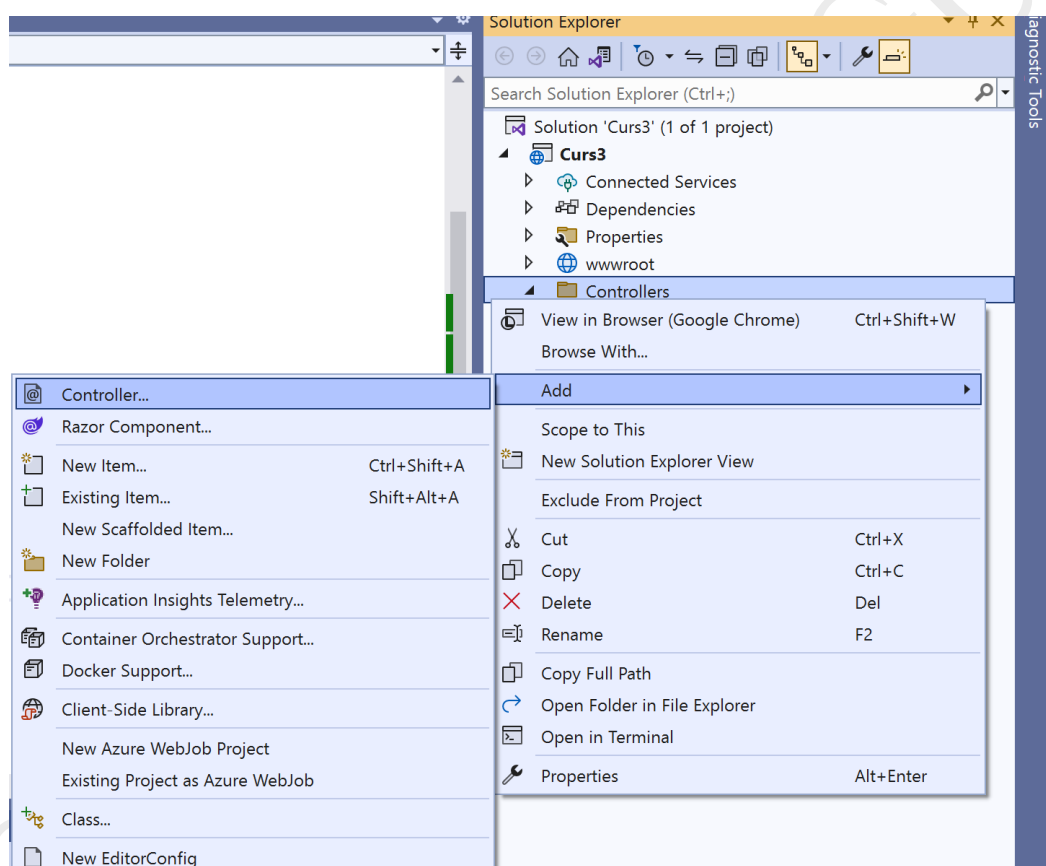 Solution Explorer
Search Solution Explorer (Ctrl+;)
Solution 'Curs3' (1 of 1 project)
Curs3
Connected Services
Dependencies
Properties
wwwroot
Controllers
View in Browser (Google Chrome) Ctrl+Shift+W
Browse With...
Add
Scope to This
New Solution Explorer View
Exclude From Project
Cut Ctrl+X
Copy Ctrl+C
Delete Del
Rename F2
Copy Full Path
Open Folder in File Explorer
Open in Terminal
Properties Alt+Enter
Controller...
Razor Component...
New Item... Ctrl+Shift+A
Existing Item... Shift+Alt+A
New Scaffolded Item...
New Folder
Application Insights Telemetry...
Container Orchestrator Support...
Docker Support...
Client-Side Library...
New Azure WebJob Project
Existing Project as Azure WebJob
Class...
New EditorConfig
iagnostic Tools